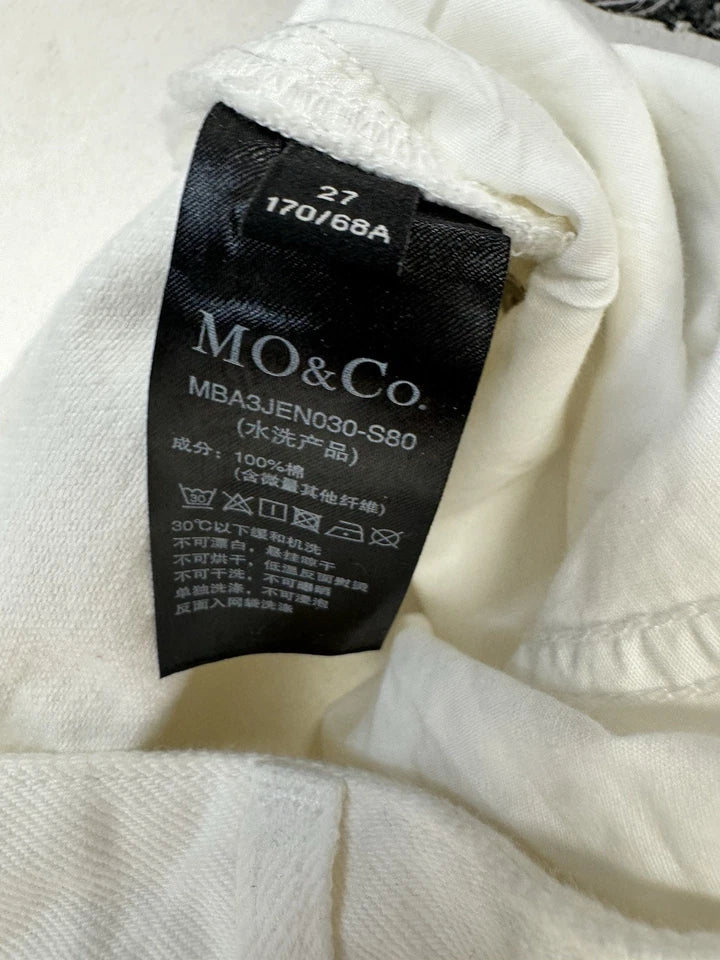 27
170/68A
MO&Co.
MBA3JEN030-S80
(水洗产品)
成分：100%棉
(含微量其他纤维)
30
30℃以下缓和机洗
不可漂白，悬挂晾干
不可烘干，低温反面熨烫
不可干洗，不可曝晒
单独洗涤，不可浸泡
反面入网袋洗涤